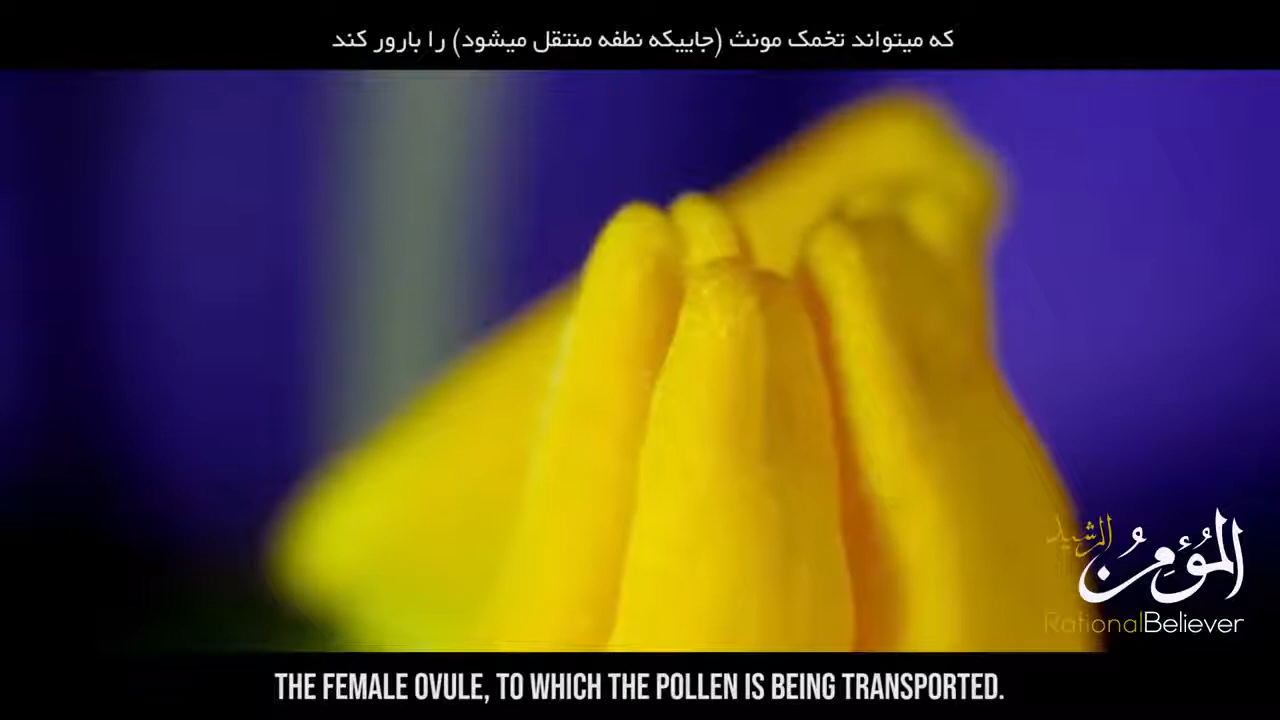 که میتواند تخمک مونث (جاییکه نطفه منتقل میشود) را بارور کند
المؤمن
الرشيد
RationalBeliever
THE FEMALE OVULE, TO WHICH THE POLLEN IS BEING TRANSPORTED.